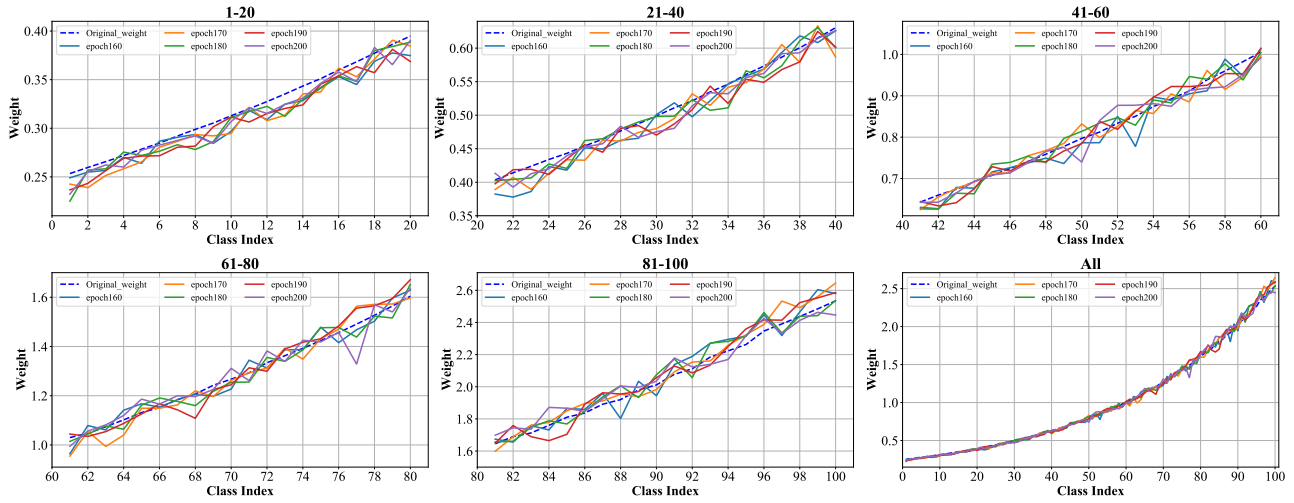 1-20
Weight
0.40
0.35
0.30
0.25
Original_weight
epoch160
epoch170
epoch180
epoch190
epoch200
0 2 4 6 8 10 12 14 16 18 20
Class Index
21-40
Weight
0.60
0.55
0.50
0.45
0.40
0.35
Original_weight
epoch160
epoch170
epoch180
epoch190
epoch200
20 22 24 26 28 30 32 34 36 38 40
Class Index
41-60
Weight
1.0
0.9
0.8
0.7
Original_weight
epoch160
epoch170
epoch180
epoch190
epoch200
40 42 44 46 48 50 52 54 56 58 60
Class Index
61-80
Weight
1.6
1.4
1.2
1.0
Original_weight
epoch160
epoch170
epoch180
epoch190
epoch200
60 62 64 66 68 70 72 74 76 78 80
Class Index
81-100
Weight
2.6
2.4
2.2
2.0
1.8
1.6
Original_weight
epoch160
epoch170
epoch180
epoch190
epoch200
80 82 84 86 88 90 92 94 96 98 100
Class Index
All
Weight
2.5
2.0
1.5
1.0
0.5
Original_weight
epoch160
epoch170
epoch180
epoch190
epoch200
0 10 20 30 40 50 60 70 80 90 100
Class Index